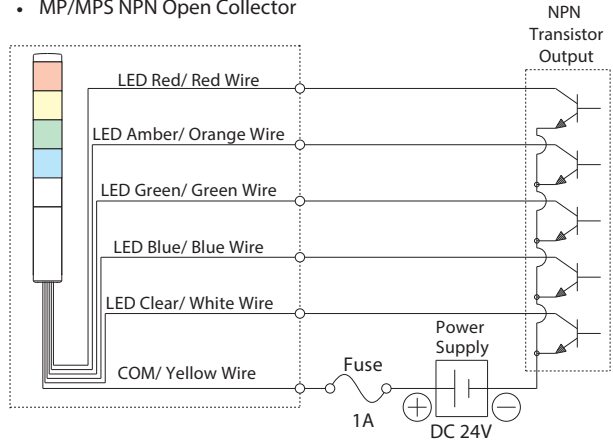 • MP/MPS NPN Open Collector
NPN
Transistor
Output
LED Red/ Red Wire
LED Amber/ Orange Wire
LED Green/ Green Wire
LED Blue/ Blue Wire
LED Clear/ White Wire
COM/ Yellow Wire
Fuse
1A
Power
Supply
+
−
DC 24V